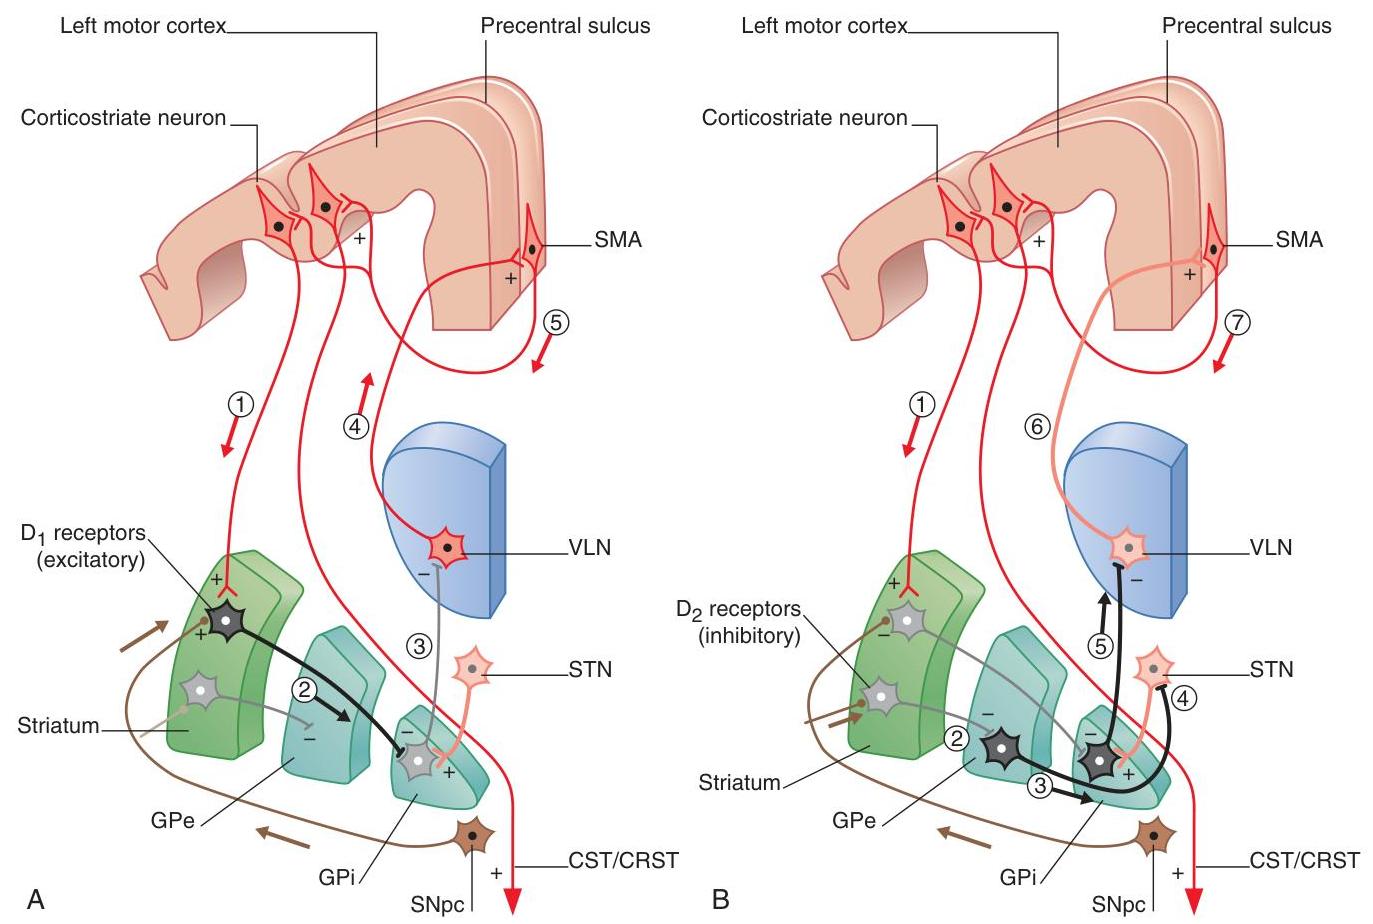 Left motor cortex
Precentral sulcus
Corticostriate neuron
+
SMA
+
5
1
4
D1 receptors
(excitatory)
VLN
+
−
+
3
STN
2
Striatum
−
−
+
GPe
GPi
CST/CRST
+
SNpc
A
Left motor cortex
Precentral sulcus
Corticostriate neuron
+
SMA
+
7
1
6
VLN
+
−
D2 receptors
(inhibitory)
−
5
STN
4
−
−
2
+
3
Striatum
GPe
GPi
CST/CRST
+
SNpc
B